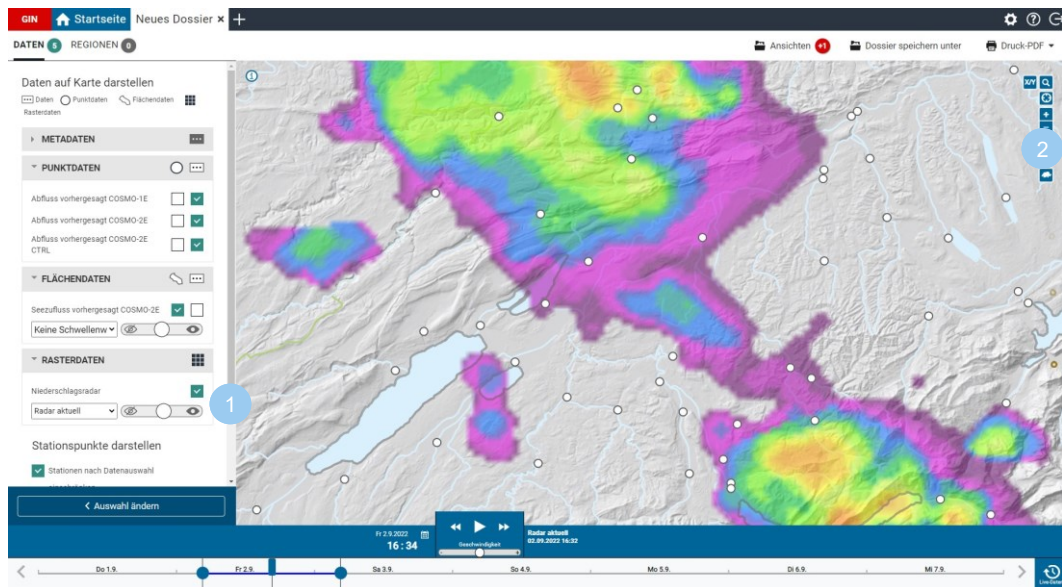 GIN Startseite Neues Dossier × +
DATEN 5 REGIONEN 0 Ansichten +1 Dossier speichern unter Druck-PDF
Daten auf Karte darstellen
Daten Punktdaten Flächendaten
Rasterdaten
METADATEN
PUNKTDATEN
Abfluss vorhergesagt COSMO-1E
Abfluss vorhergesagt COSMO-2E
Abfluss vorhergesagt COSMO-2E
CTRL
FLÄCHENDATEN
Seezufluss vorhergesagt COSMO-2E
Keine Schwellenw
RASTERDATEN
Niederschlagsradar
Radar aktuell
1
Stationspunkte darstellen
Stationen nach Datenauswahl
< Auswahl ändern
X/Y
2
Fr 2.9.2022
16:34
Geschwindigkeit
Radar aktuell
02.09.2022 16:32
Do 1.9. Fr 2.9. Sa 3.9. So 4.9. Mo 5.9. Di 6.9. Mi 7.9.